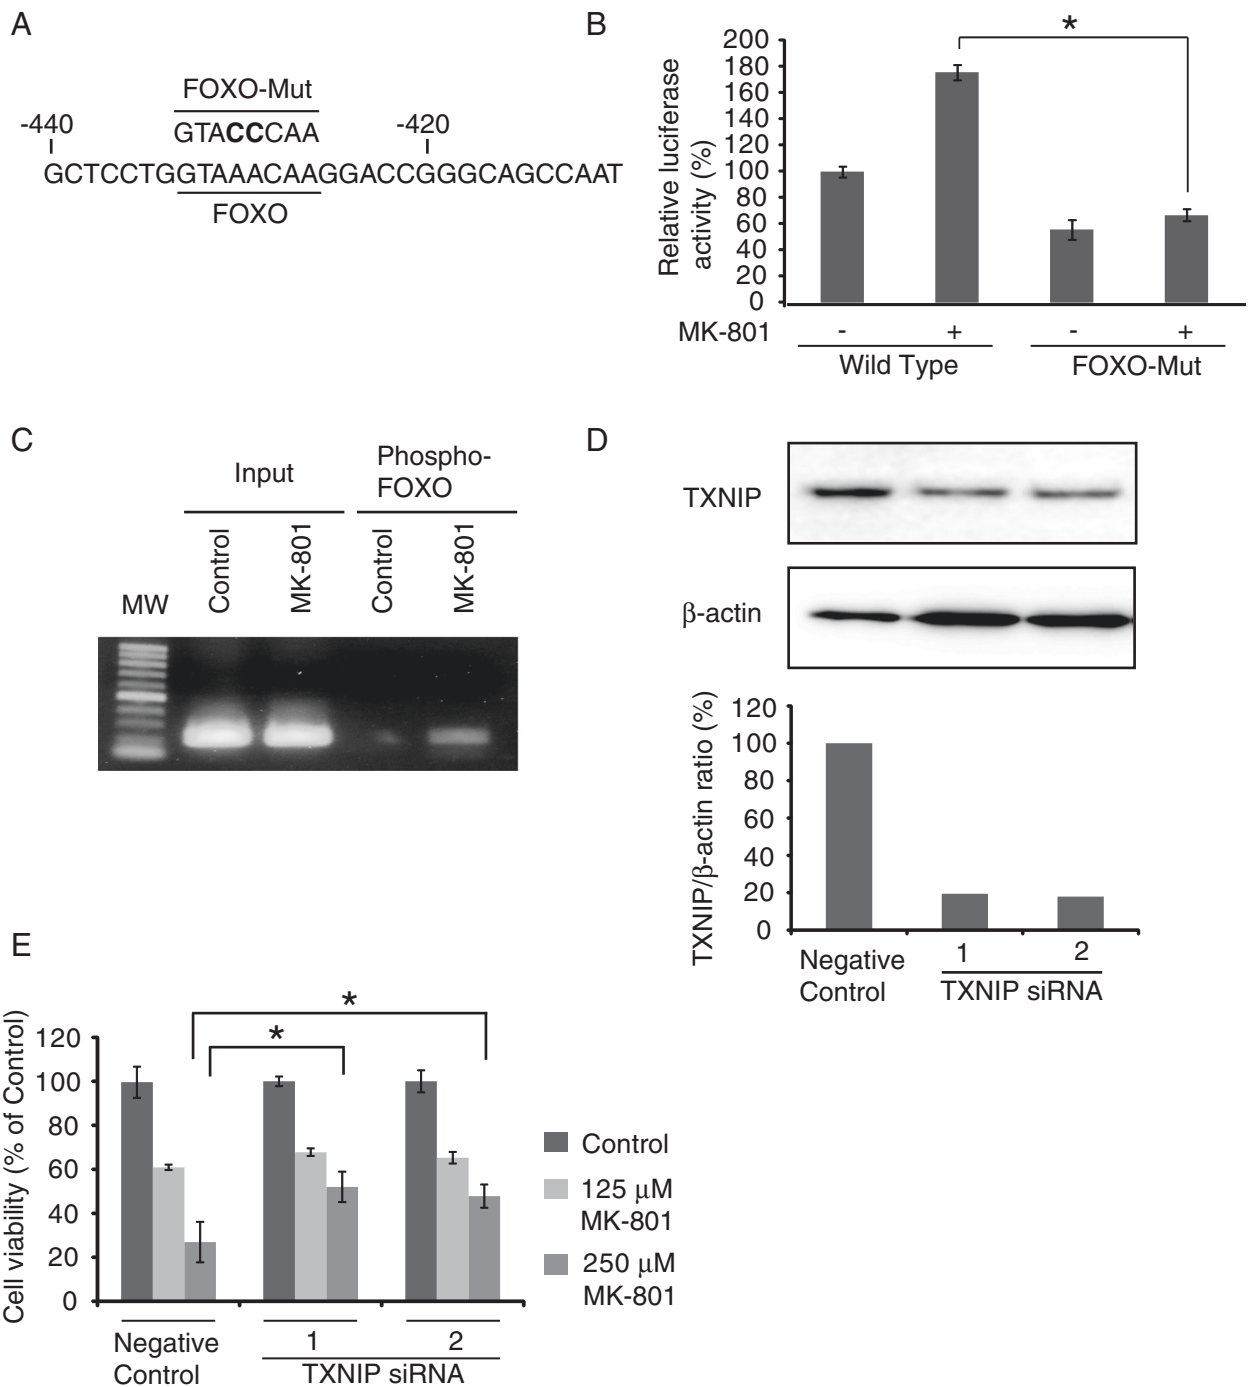 A
FOXO-Mut
-440
-420
GTACCCAA
GCTCCTGGTAAACAAGGACCGGGCAGCCAAT
FOXO
B
Relative luciferase
activity (%)
200
180
160
140
120
100
80
60
40
20
0
*
MK-801
- + - +
Wild Type
FOXO-Mut
C
Input
Phospho-
FOXO
MW
Control
MK-801
Control
MK-801
D
TXNIP
β-actin
TXNIP/β-actin ratio (%)
120
100
80
60
40
20
0
Negative
Control
1 2
TXNIP siRNA
E
Cell viability (% of Control)
120
100
80
60
40
20
0
*
*
Negative
Control
1 2
TXNIP siRNA
Control
125 μM
MK-801
250 μM
MK-801